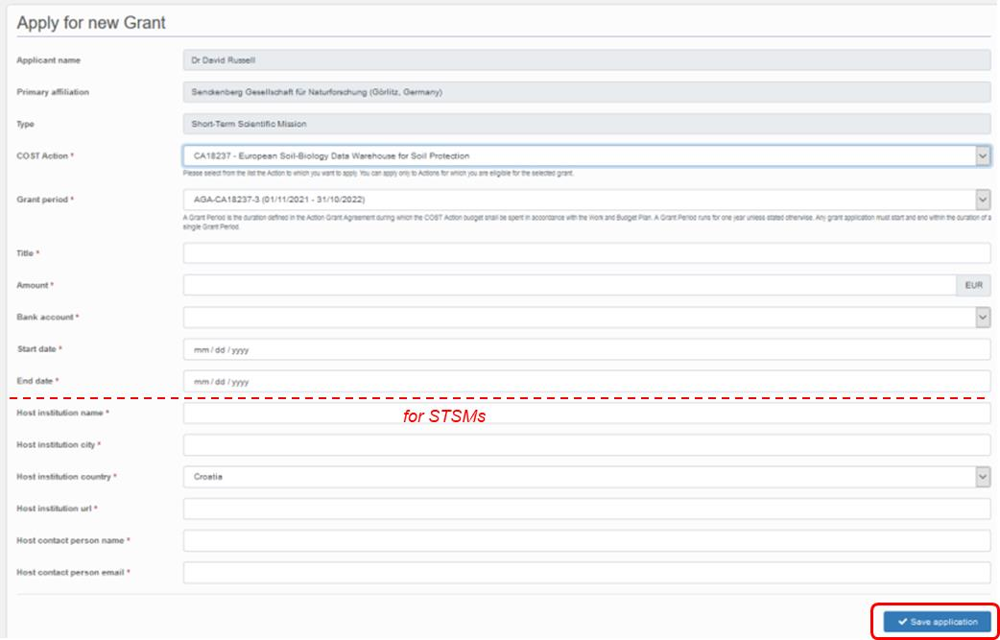 Apply for new Grant
Applicant name Dr David Russell
Primary affiliation Senckenberg Gesellschaft für Naturforschung (Görlitz, Germany)
Type Short-Term Scientific Mission
COST Action * CA18237 - European Soil-Biology Data Warehouse for Soil Protection
Please select from the list the Action to which you want to apply. You can apply only to Actions for which you are eligible for the selected grant.
Grant period * AGA-CA18237-3 (01/11/2021 - 31/10/2022)
A Grant Period is the duration defined in the Action Grant Agreement during which the COST Action budget shall be spent in accordance with the Work and Budget Plan. A Grant Period runs for one year unless stated otherwise. Any grant application must start and end within the duration of a
single Grant Period.
Title *
Amount * EUR
Bank account *
Start date * mm / dd / yyyy
End date * mm / dd / yyyy
Host institution name * for STSMs
Host institution city *
Host institution country * Croatia
Host institution url *
Host contact person name *
Host contact person email *
Save application